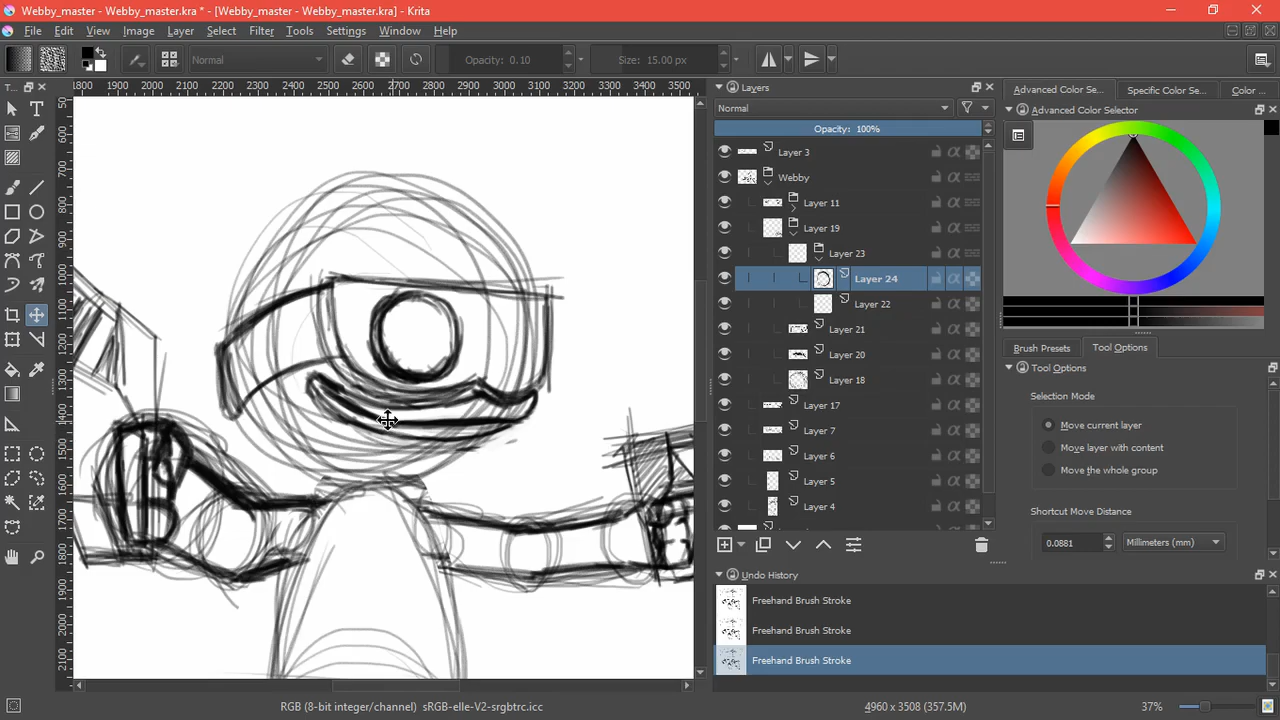 Webby_master - Webby_master.kra * - [Webby_master - Webby_master.kra] - Krita
File Edit View Image Layer Select Filter Tools Settings Window Help
Normal Opacity: 0.10 Size: 15.00 px
T...
1800 1900 2000 2100 2200 2300 2400 2500 2600 2700 2800 2900 3000 3100 3200 3300 3400 3500
Layers
Normal
Opacity: 100%
Layer 3
Webby
Layer 11
Layer 19
Layer 23
Layer 24
Layer 22
Layer 21
Layer 20
Layer 18
Layer 17
Layer 7
Layer 6
Layer 5
Layer 4
Undo History
Freehand Brush Stroke
Freehand Brush Stroke
Freehand Brush Stroke
Advanced Color Se... Specific Color Se... Color ...
Advanced Color Selector
Brush Presets Tool Options
Tool Options
Selection Mode
Move current layer
Move layer with content
Move the whole group
Shortcut Move Distance
0.0881 Millimeters (mm)
RGB (8-bit integer/channel) sRGB-elle-V2-srgbtrc.icc 4960 x 3508 (357.5M) 37%